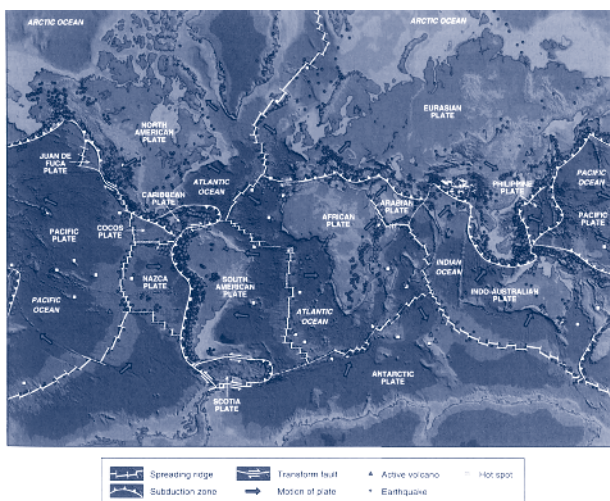 ARCTIC OCEAN
ARCTIC OCEAN
NORTH
AMERICAN
PLATE
EURASIAN
PLATE
JUAN DE
FUCA
PLATE
CARIBBEAN
PLATE
ATLANTIC
OCEAN
ARABIAN
PLATE
PHILIPPINE
PLATE
PACIFIC
OCEAN
PACIFIC
PLATE
COCOS
PLATE
AFRICAN
PLATE
PACIFIC
PLATE
NAZCA
PLATE
SOUTH
AMERICAN
PLATE
INDIAN
OCEAN
INDO-AUSTRALIAN
PLATE
PACIFIC
OCEAN
ATLANTIC
OCEAN
ANTARCTIC
PLATE
SCOTIA
PLATE
Spreading ridge
Transform fault
Active volcano
Hot spot
Subduction zone
Motion of plate
Earthquake